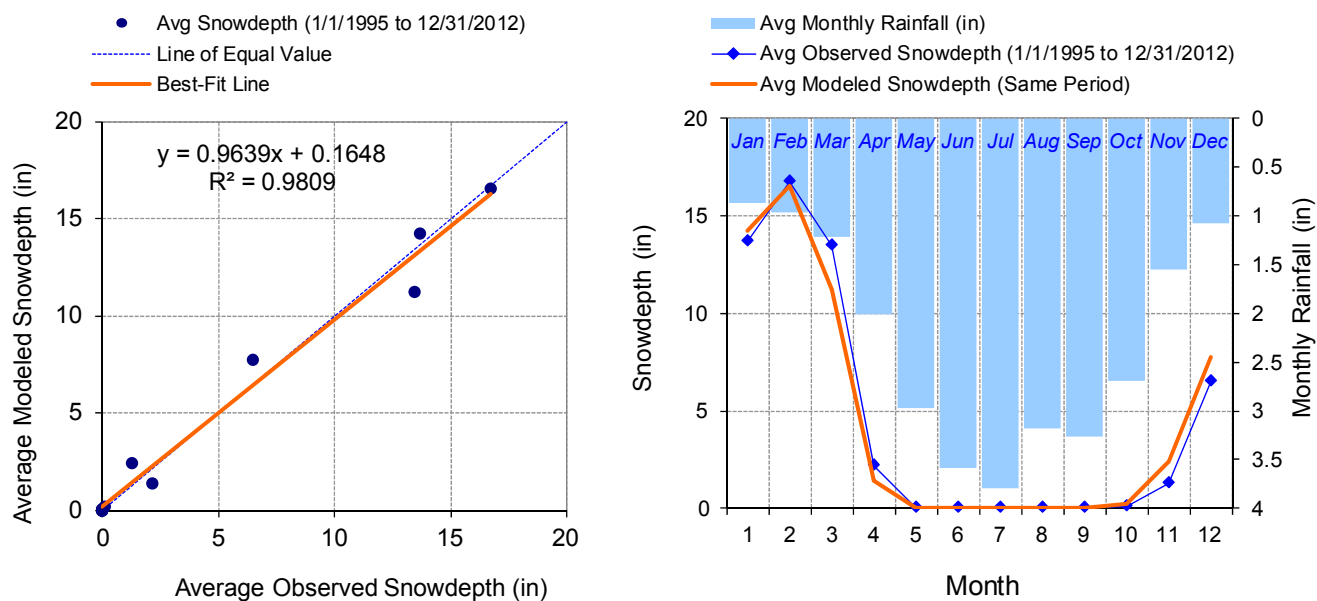 Avg Snowdepth (1/1/1995 to 12/31/2012)
Line of Equal Value
Best-Fit Line
y = 0.9639x + 0.1648
R² = 0.9809
Average Modeled Snowdepth (in)
20
15
10
5
0
0 5 10 15 20
Average Observed Snowdepth (in)
Avg Monthly Rainfall (in)
Avg Observed Snowdepth (1/1/1995 to 12/31/2012)
Avg Modeled Snowdepth (Same Period)
Jan Feb Mar Apr May Jun Jul Aug Sep Oct Nov Dec
Snowdepth (in)
20
15
10
5
0
0
0.5
1
1.5
2
2.5
3
3.5
4
Monthly Rainfall (in)
1 2 3 4 5 6 7 8 9 10 11 12
Month